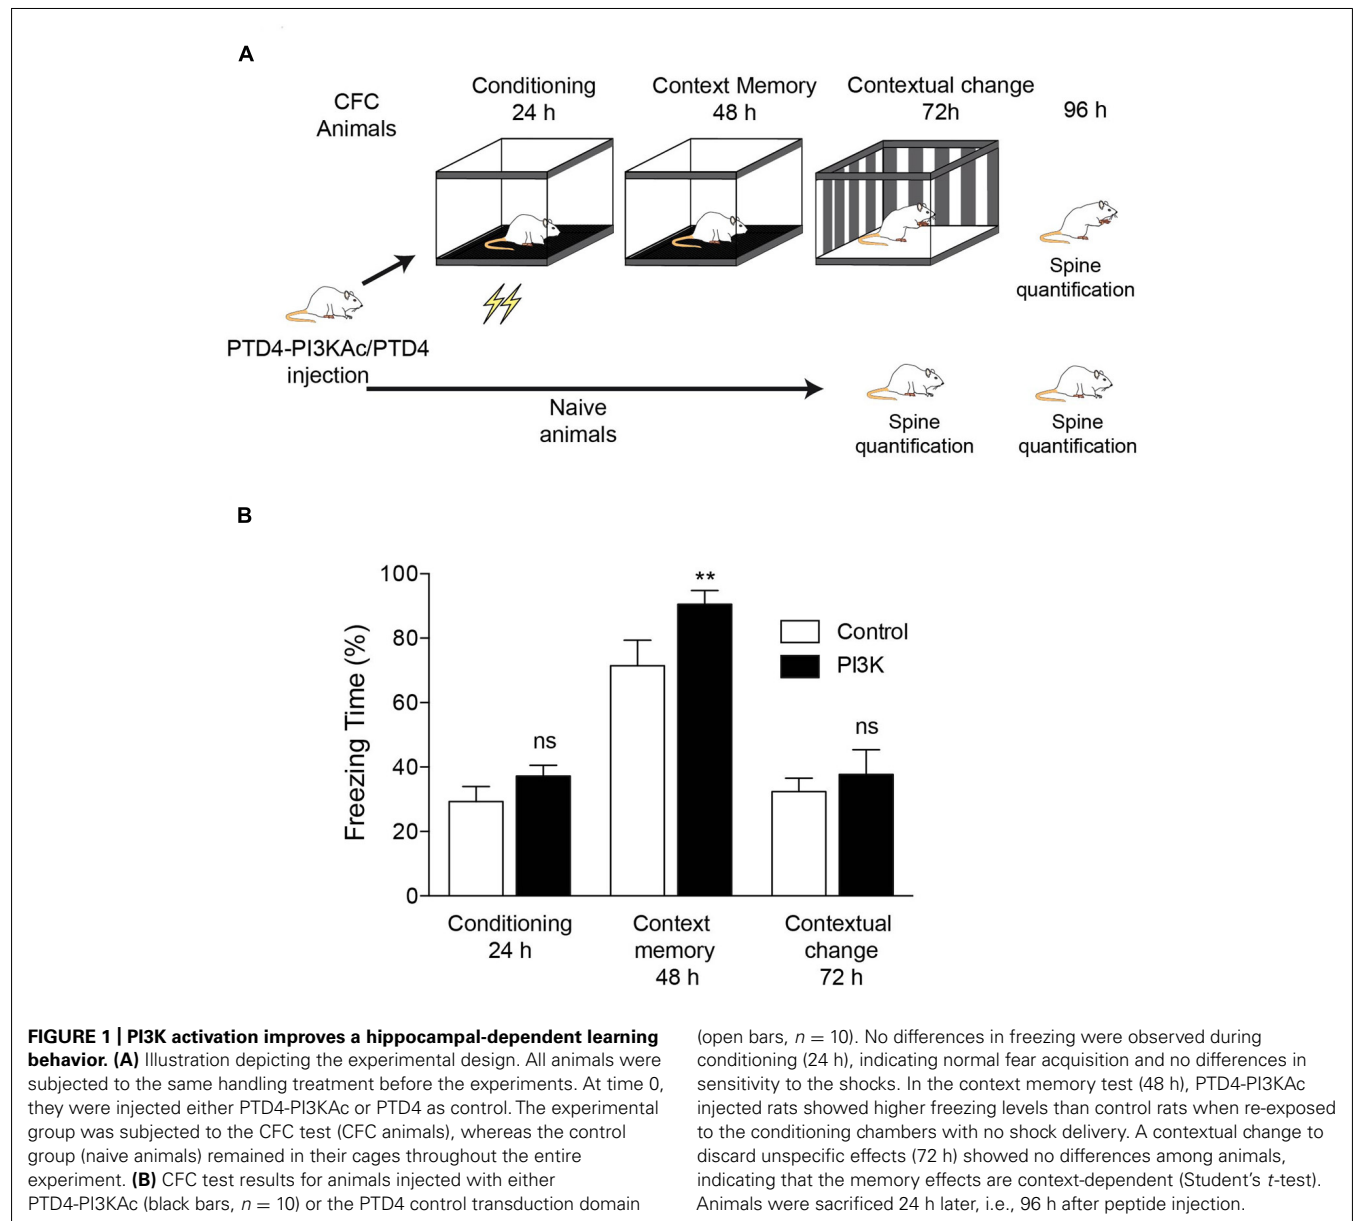 A
CFC
Animals
Conditioning
24 h
Context Memory
48 h
Contextual change
72h
96 h
Spine
quantification
PTD4-PI3KAc/PTD4
injection
Naive
animals
Spine
quantification
Spine
quantification
B
Freezing Time (%)
100
80
60
40
20
0
ns
**
ns
Control
PI3K
Conditioning
24 h
Context
memory
48 h
Contextual
change
72 h
FIGURE 1 | PI3K activation improves a hippocampal-dependent learning
behavior. (A) Illustration depicting the experimental design. All animals were
subjected to the same handling treatment before the experiments. At time 0,
they were injected either PTD4-PI3KAc or PTD4 as control. The experimental
group was subjected to the CFC test (CFC animals), whereas the control
group (naive animals) remained in their cages throughout the entire
experiment. (B) CFC test results for animals injected with either
PTD4-PI3KAc (black bars, n = 10) or the PTD4 control transduction domain
(open bars, n = 10). No differences in freezing were observed during
conditioning (24 h), indicating normal fear acquisition and no differences in
sensitivity to the shocks. In the context memory test (48 h), PTD4-PI3KAc
injected rats showed higher freezing levels than control rats when re-exposed
to the conditioning chambers with no shock delivery. A contextual change to
discard unspecific effects (72 h) showed no differences among animals,
indicating that the memory effects are context-dependent (Student's t-test).
Animals were sacrificed 24 h later, i.e., 96 h after peptide injection.